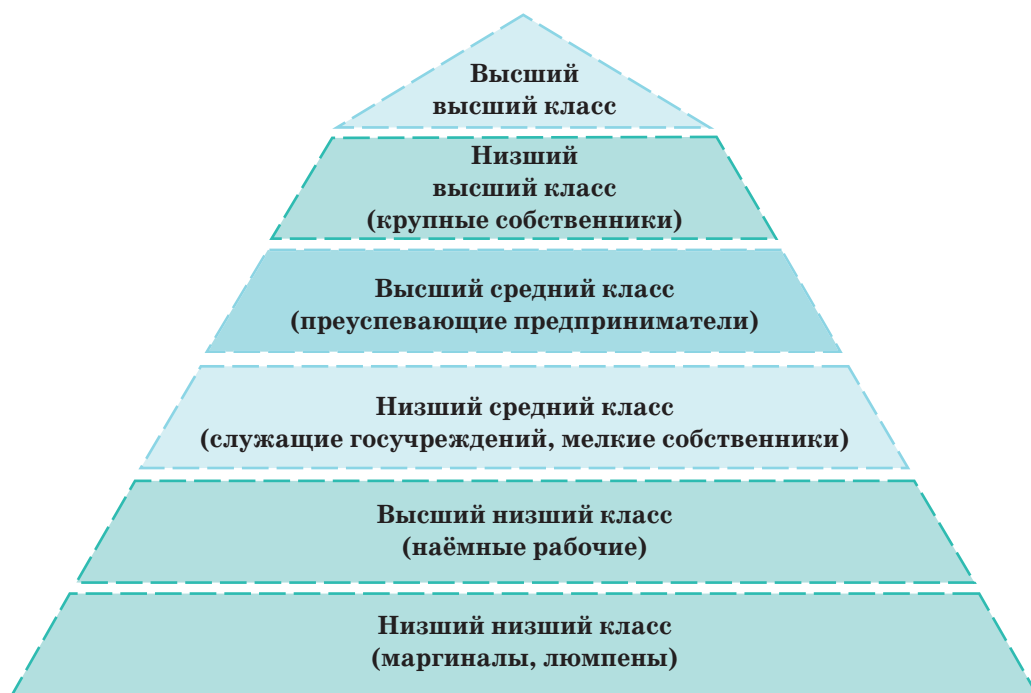 Высший
высший класс
Низший
высший класс
(крупные собственники)
Высший средний класс
(преуспевающие предприниматели)
Низший средний класс
(служащие госучреждений, мелкие собственники)
Высший низший класс
(наёмные рабочие)
Низший низший класс
(маргиналы, люмпены)